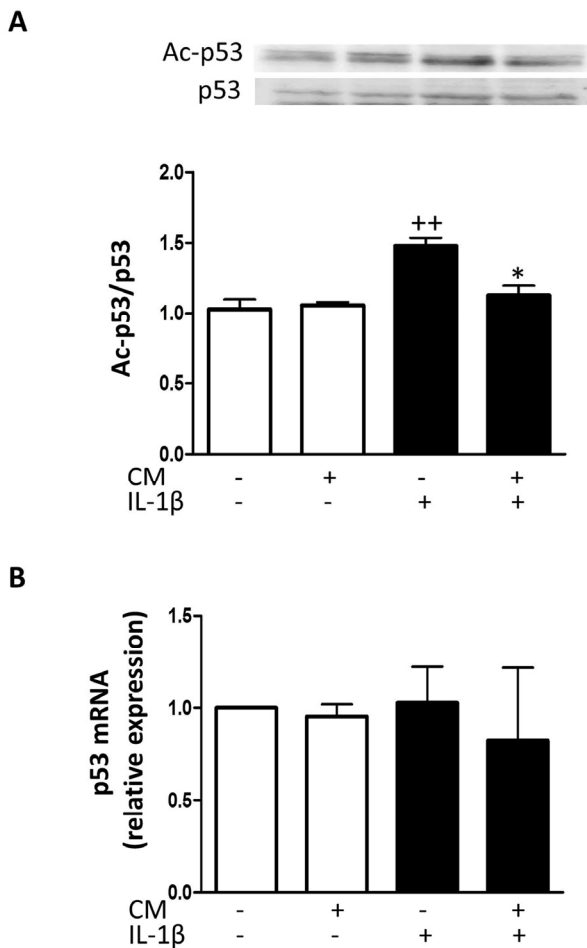 A
Ac-p53
p53
Ac-p53/p53
2.0
1.5
1.0
0.5
0.0
++
*
CM - + - +
IL-1β - - + +
B
p53 mRNA
(relative expression)
1.5
1.0
0.5
0.0
CM - + - +
IL-1β - - + +